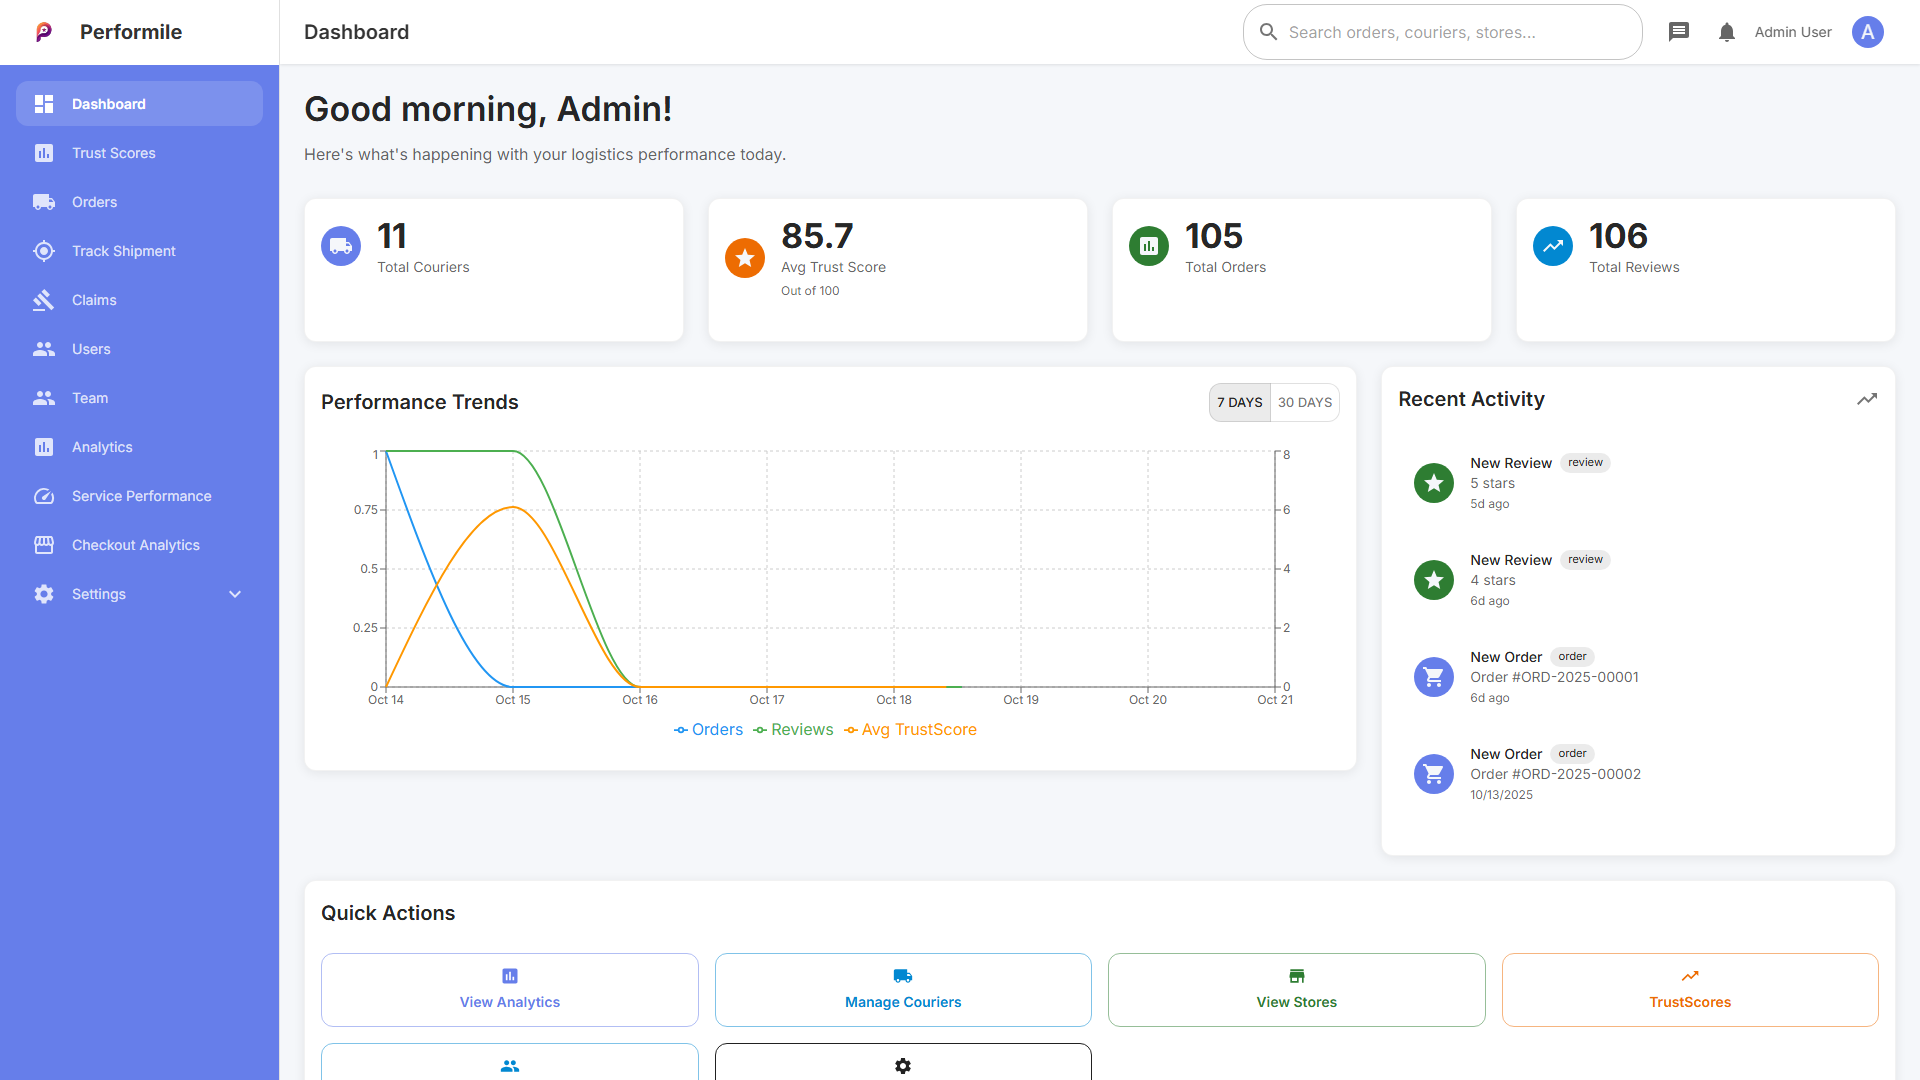 Performile
Dashboard
Search orders, couriers, stores...
Admin User
A
Dashboard
Trust Scores
Orders
Track Shipment
Claims
Users
Team
Analytics
Service Performance
Checkout Analytics
Settings
Good morning, Admin!
Here's what's happening with your logistics performance today.
11
Total Couriers
85.7
Avg Trust Score
Out of 100
105
Total Orders
106
Total Reviews
Performance Trends
7 DAYS
30 DAYS
1
0.75
0.5
0.25
0
8
6
4
2
0
Oct 14
Oct 15
Oct 16
Oct 17
Oct 18
Oct 19
Oct 20
Oct 21
Orders
Reviews
Avg TrustScore
Recent Activity
New Review review
5 stars
5d ago
New Review review
4 stars
6d ago
New Order order
Order #ORD-2025-00001
6d ago
New Order order
Order #ORD-2025-00002
10/13/2025
Quick Actions
View Analytics
Manage Couriers
View Stores
TrustScores